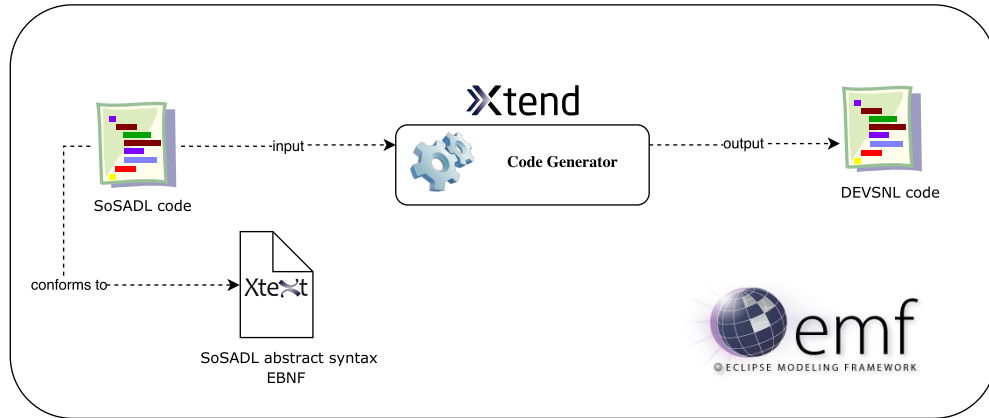 Xtend
input
Code Generator
output
SoSADL code
DEVSNL code
conforms to
Xtext
SoSADL abstract syntax
EBNF
emf
ECLIPSE MODELING FRAMEWORK